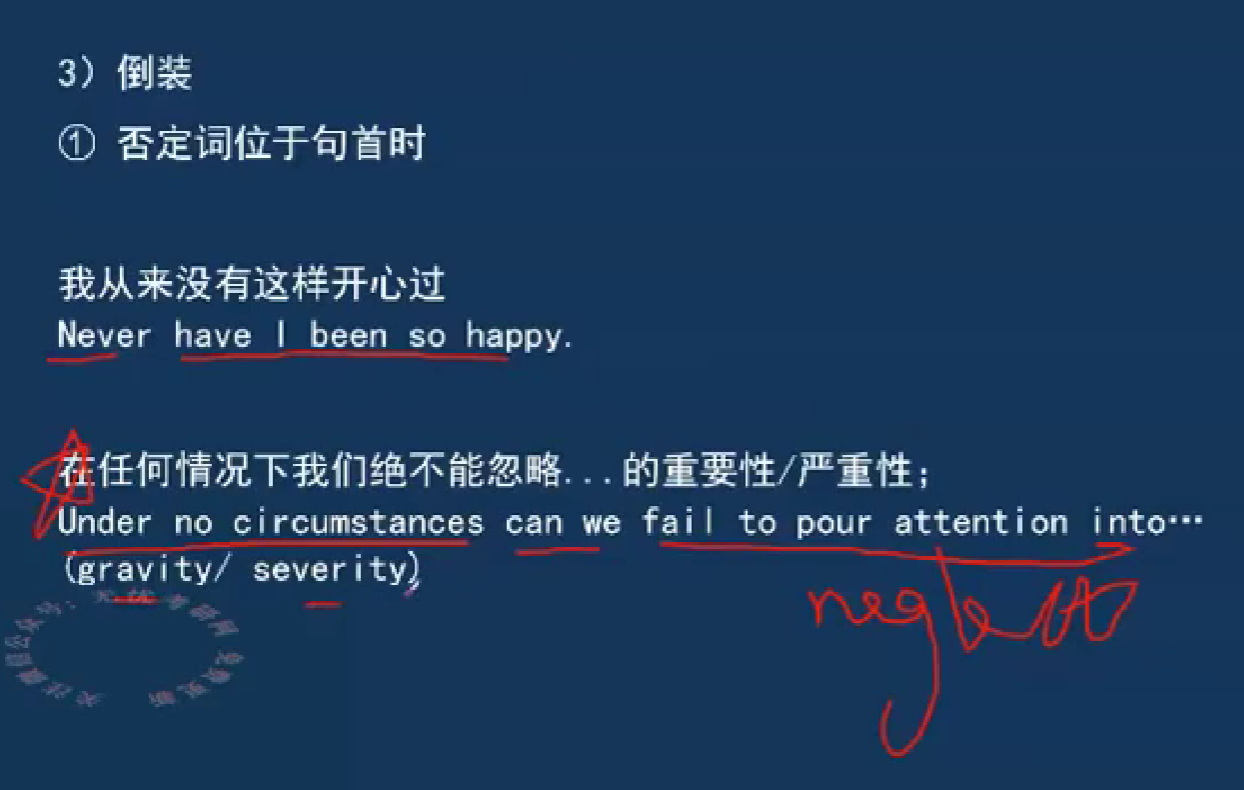 3) 倒装
① 否定词位于句首时
我从来没有这样开心过
Never have I been so happy.
在任何情况下我们绝不能忽略...的重要性/严重性；
Under no circumstances can we fail to pour attention into…
(gravity/ severity)
neglect